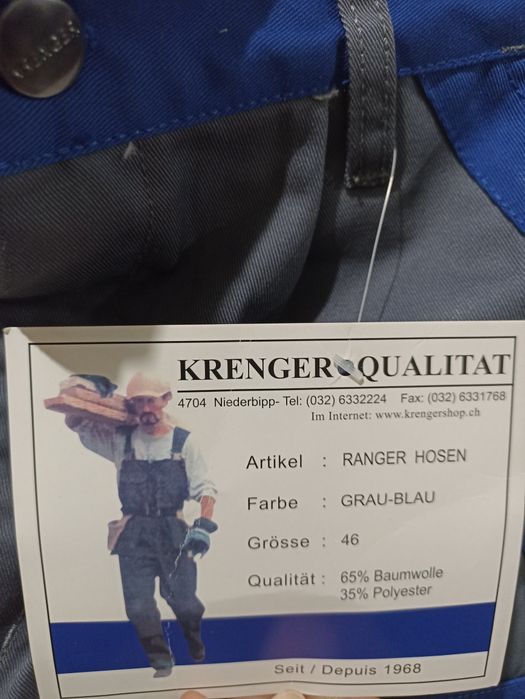 KRENGER
KRENGER QUALITAT
4704 Niederbipp- Tel: (032) 6332224 Fax: (032) 6331768
Im Internet: www.krengershop.ch
Artikel : RANGER HOSEN
Farbe : GRAU-BLAU
Grösse : 46
Qualität : 65% Baumwolle
35% Polyester
Seit / Depuis 1968